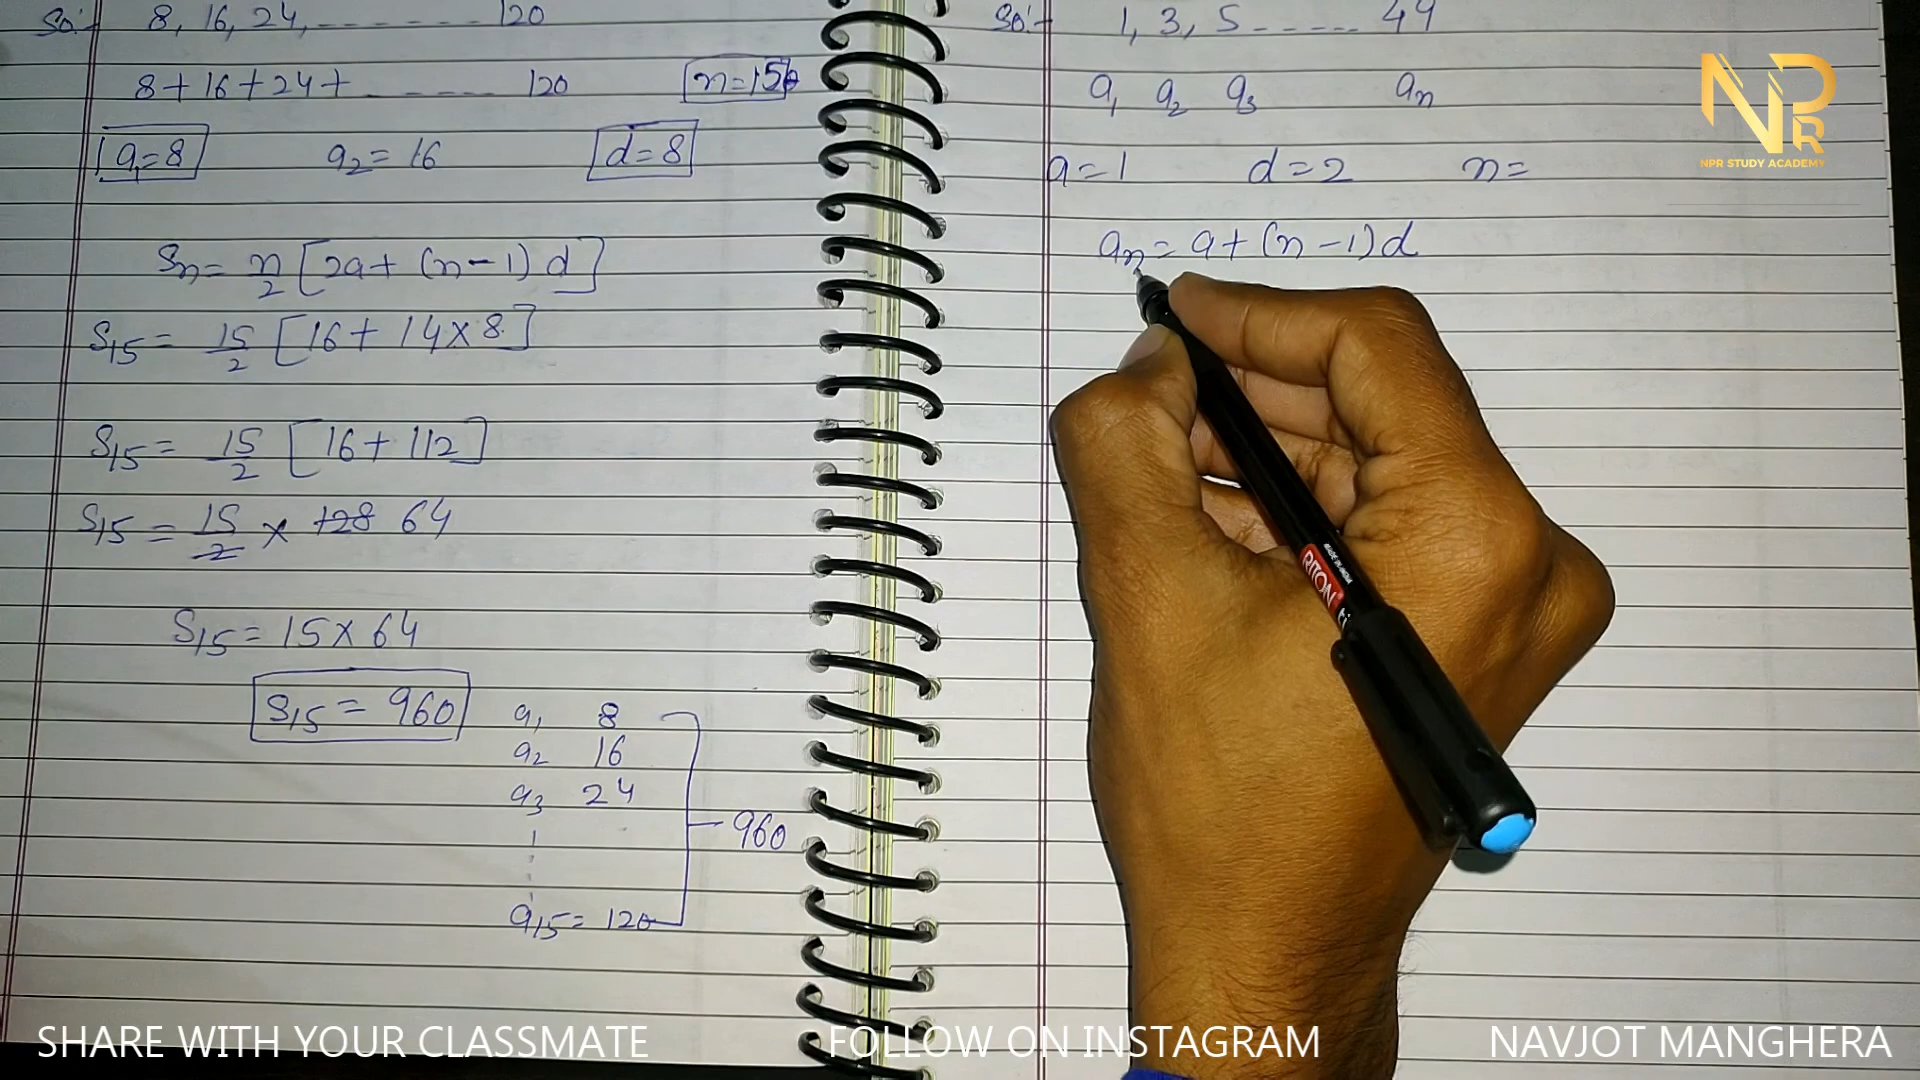 So:- 8, 16, 24, - - - - - - - 120
8 + 16 + 24 + - - - - - - 120 n=15
a1=8 a2 = 16 d=8
Sn = n/2 [2a + (n-1) d]
S15 = 15/2 [16 + 14×8]
S15 = 15/2 [16 + 112]
S15 = 15/2 × 128 64
S15 = 15 × 64
S15 = 960
a1 8
a2 16
a3 24
960
a15 = 120
So:- 1, 3, 5 - - - - - 49
a1 a2 a3 an
a = 1 d = 2 n =
an = a + (n-1) d
RITON
NPR
NPR STUDY ACADEMY
SHARE WITH YOUR CLASSMATE FOLLOW ON INSTAGRAM NAVJOT MANGHERA